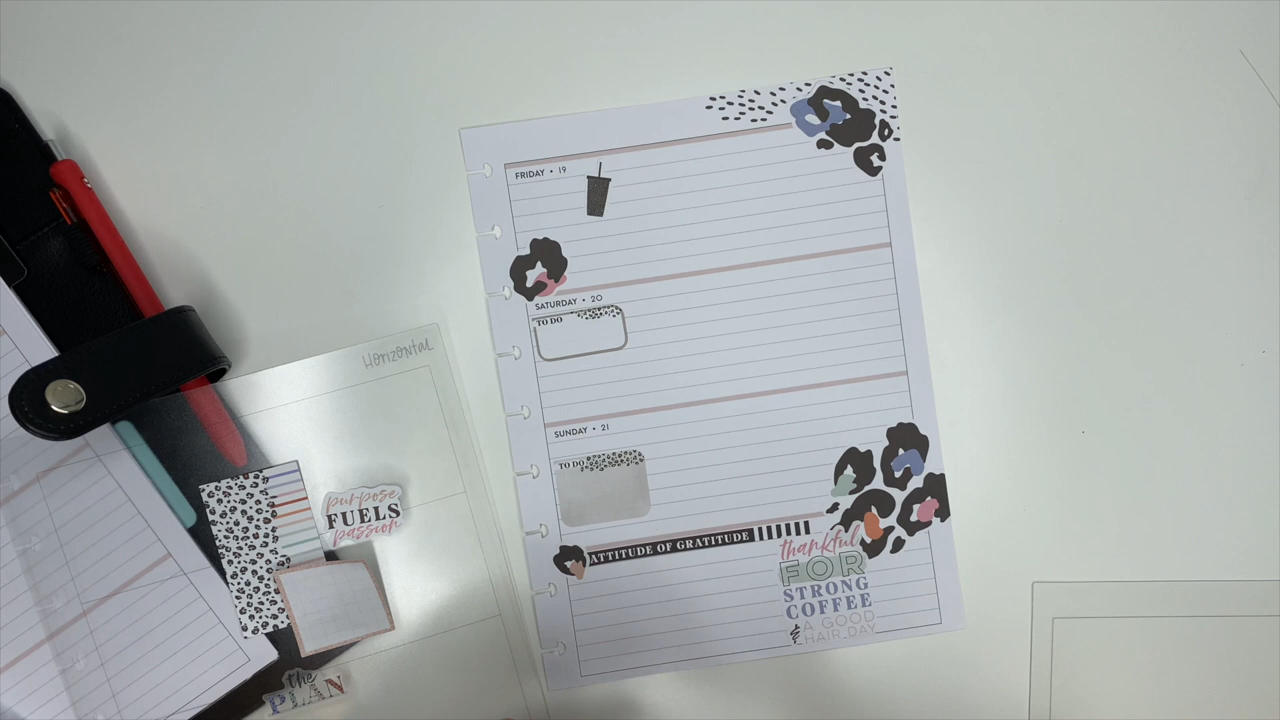 FRIDAY • 19
SATURDAY • 20
TO DO
SUNDAY • 21
TO DO
ATTITUDE OF GRATITUDE
thankful
FOR
STRONG
COFFEE
& A GOOD
HAIR DAY
HorizontaL
purpose
FUELS
passion
the
PLAN